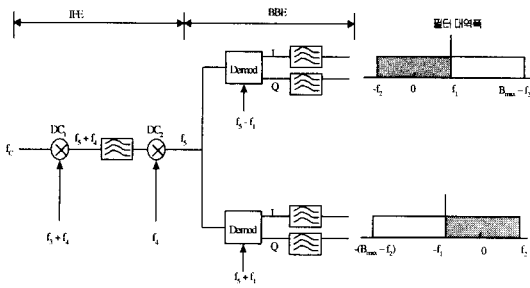 IFE
BBE
필터 대역폭
Demod
I
Q
f₅ - f₁
-f₂
0
f₁
Bₘₐₓ - f₂
f_C
DC₁
f₅ + f₄
DC₂
f₅
f₃ + f₄
f₄
Demod
I
Q
f₅ + f₁
-(Bₘₐₓ - f₂)
-f₁
0
f₂